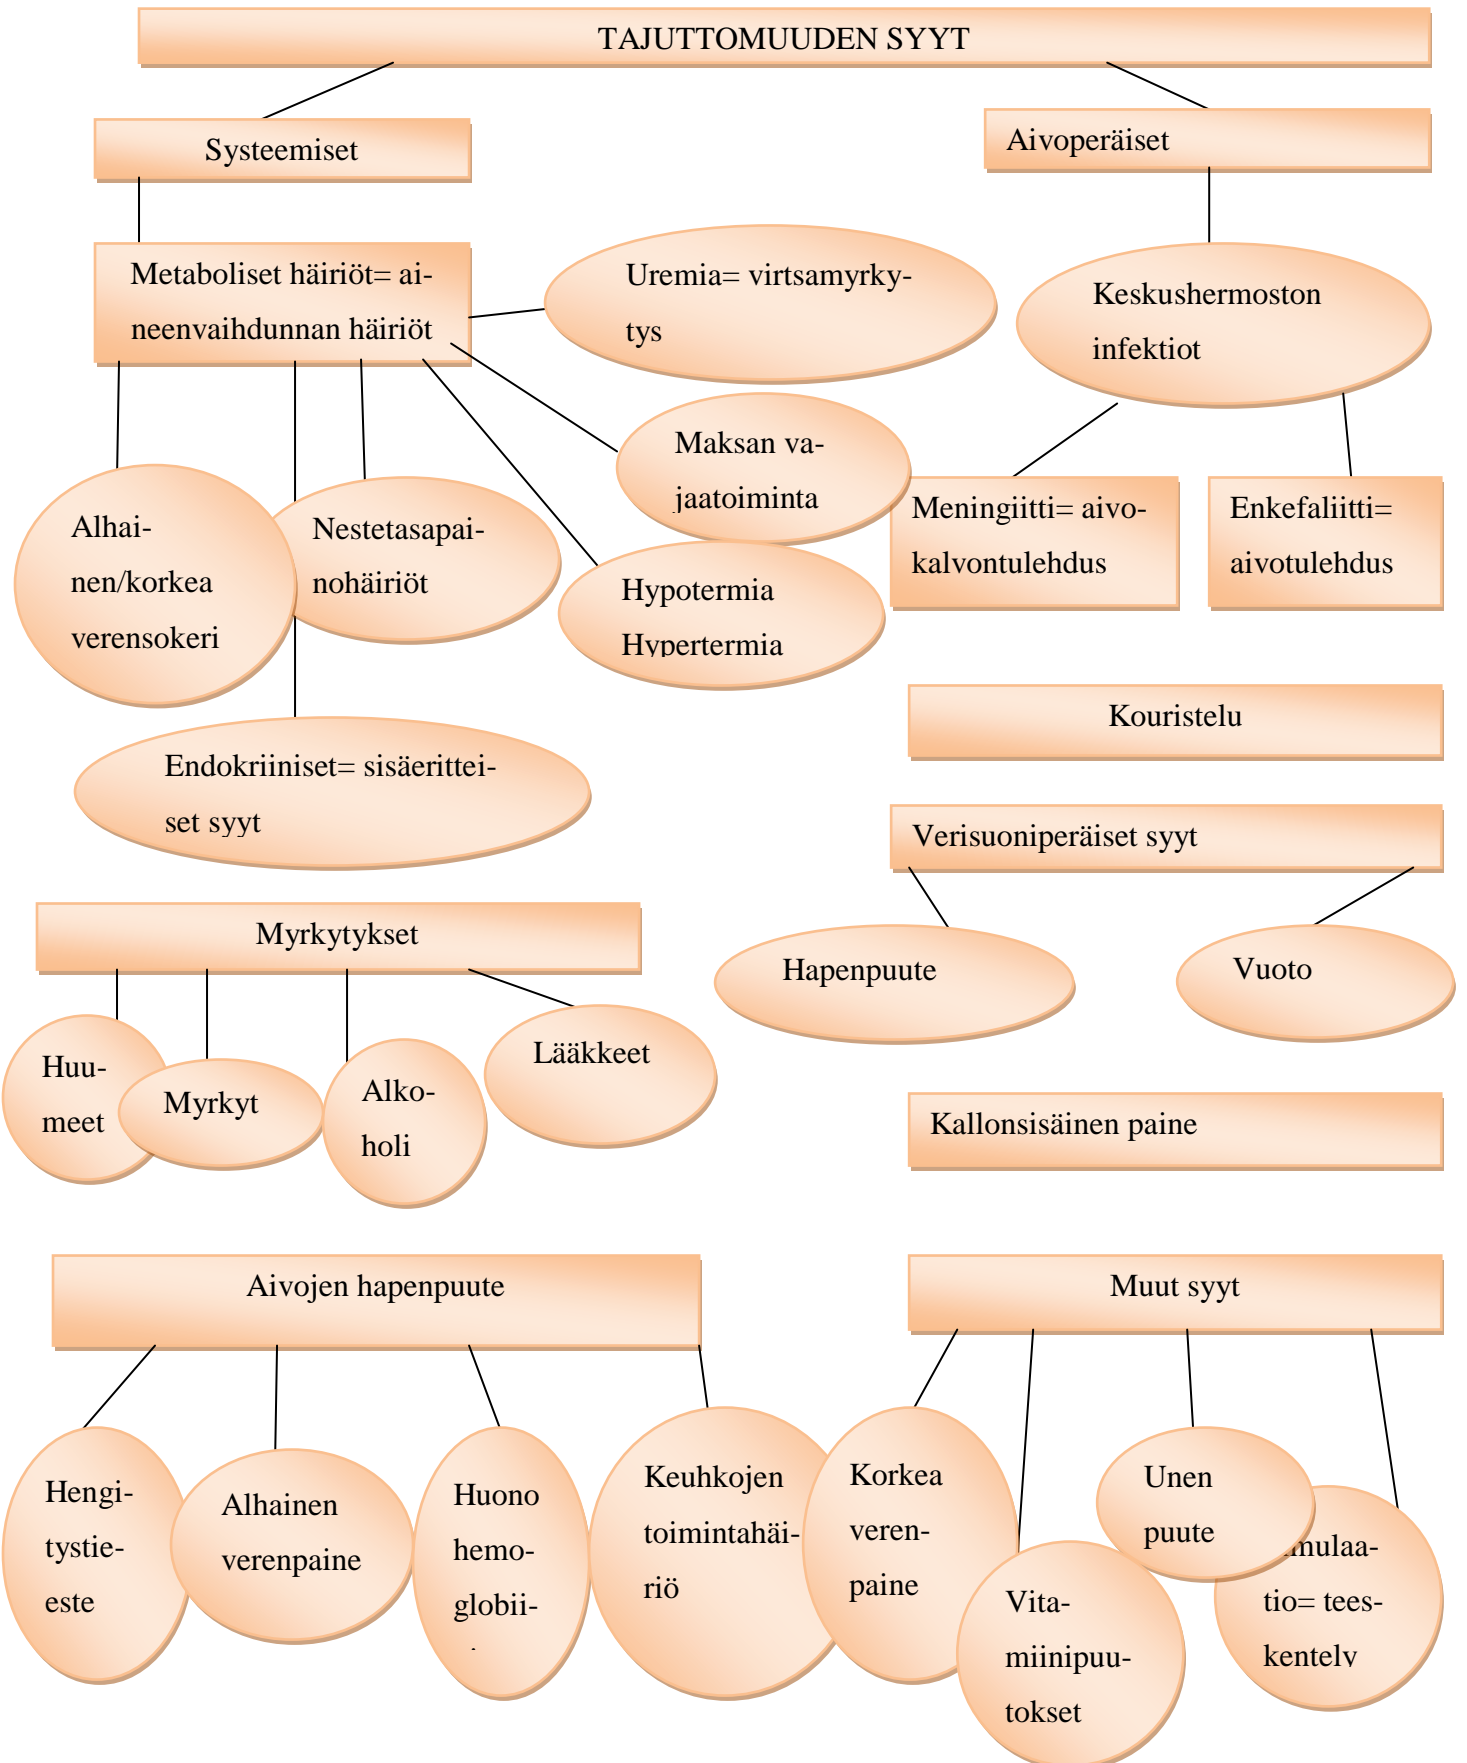 TAJUTTOMUUDEN SYYT
Systeemiset
Aivoperäiset
Metaboliset häiriöt= ai-
neenvaihdunnan häiriöt
Uremia= virtsamyrky-
tys
Keskushermoston
infektiot
Maksan va-
jaatoiminta
Alhai-
nen/korkea
verensokeri
Nestetasapai-
nohäiriöt
Hypotermia
Hypertermia
Meningiitti= aivo-
kalvontulehdus
Enkefaliitti=
aivotulehdus
Kouristelu
Endokriiniset= sisäerittei-
set syyt
Verisuoniperäiset syyt
Hapenpuute
Vuoto
Myrkytykset
Huu-
meet
Myrkyt
Alko-
holi
Lääkkeet
Kallonsisäinen paine
Aivojen hapenpuute
Muut syyt
Hengi-
tystie-
este
Alhainen
verenpaine
Huono
hemo-
globii-
Keuhkojen
toimintahäi-
riö
Korkea
veren-
paine
Vita-
miinipuu-
tokset
Unen
puute
mulaa-
tio= tees-
kentely